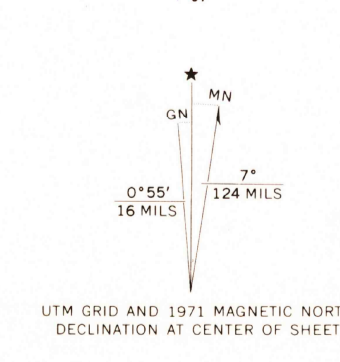 MN
GN
7°
124 MILS
0°55'
16 MILS
UTM GRID AND 1971 MAGNETIC NORT
DECLINATION AT CENTER OF SHEET